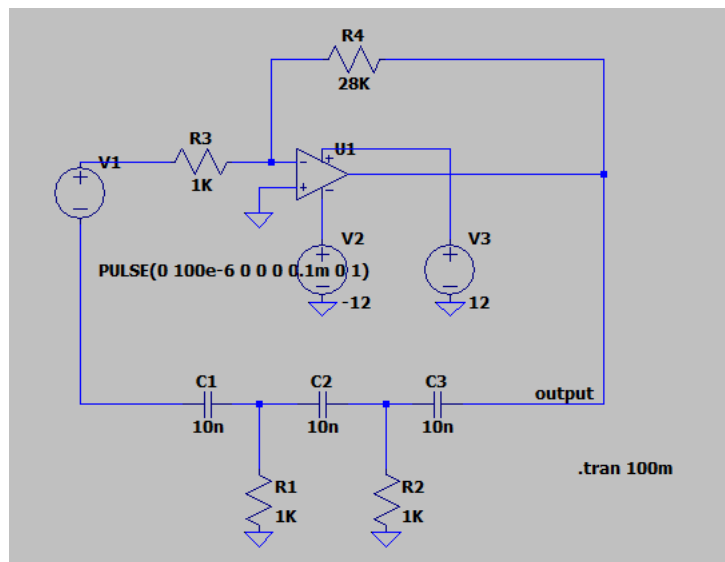 R4
28K
R3
1K
U1
V1
V2
V3
PULSE(0 100e-6 0 0 0 0.1m 0 1)
-12
12
C1
C2
C3
10n
10n
10n
output
.tran 100m
R1
1K
R2
1K